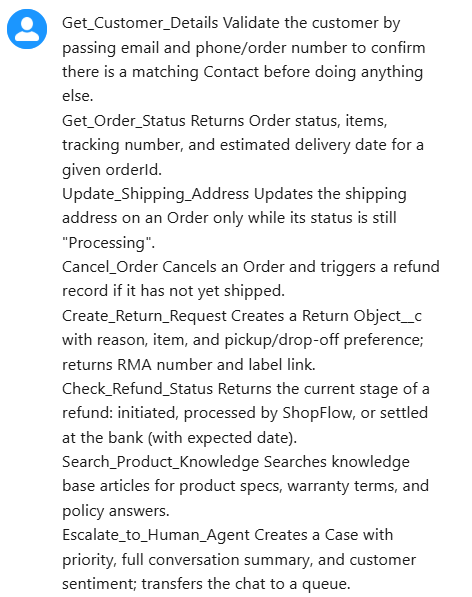 Get_Customer_Details Validate the customer by
passing email and phone/order number to confirm
there is a matching Contact before doing anything
else.
Get_Order_Status Returns Order status, items,
tracking number, and estimated delivery date for a
given orderId.
Update_Shipping_Address Updates the shipping
address on an Order only while its status is still
"Processing".
Cancel_Order Cancels an Order and triggers a refund
record if it has not yet shipped.
Create_Return_Request Creates a Return Object__c
with reason, item, and pickup/drop-off preference;
returns RMA number and label link.
Check_Refund_Status Returns the current stage of a
refund: initiated, processed by ShopFlow, or settled
at the bank (with expected date).
Search_Product_Knowledge Searches knowledge
base articles for product specs, warranty terms, and
policy answers.
Escalate_to_Human_Agent Creates a Case with
priority, full conversation summary, and customer
sentiment; transfers the chat to a queue.